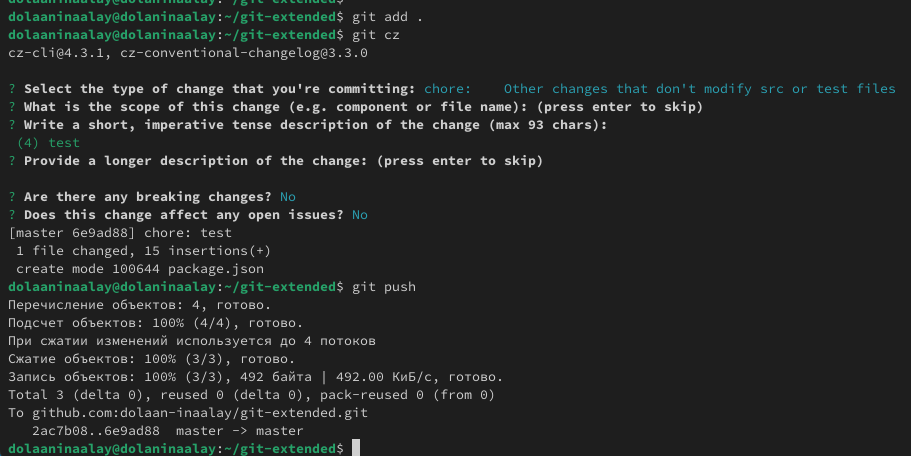 dolaaninaalay@dolaninaalay:~/git-extended$
dolaaninaalay@dolaninaalay:~/git-extended$ git add .
dolaaninaalay@dolaninaalay:~/git-extended$ git cz
cz-cli@4.3.1, cz-conventional-changelog@3.3.0
? Select the type of change that you're committing: chore:    Other changes that don't modify src or test files
? What is the scope of this change (e.g. component or file name): (press enter to skip)
? Write a short, imperative tense description of the change (max 93 chars):
 (4) test
? Provide a longer description of the change: (press enter to skip)
? Are there any breaking changes? No
? Does this change affect any open issues? No
[master 6e9ad88] chore: test
 1 file changed, 15 insertions(+)
 create mode 100644 package.json
dolaaninaalay@dolaninaalay:~/git-extended$ git push
Перечисление объектов: 4, готово.
Подсчет объектов: 100% (4/4), готово.
При сжатии изменений используется до 4 потоков
Сжатие объектов: 100% (3/3), готово.
Запись объектов: 100% (3/3), 492 байта | 492.00 КиБ/с, готово.
Total 3 (delta 0), reused 0 (delta 0), pack-reused 0 (from 0)
To github.com:dolaan-inaalay/git-extended.git
   2ac7b08..6e9ad88  master -> master
dolaaninaalay@dolaninaalay:~/git-extended$